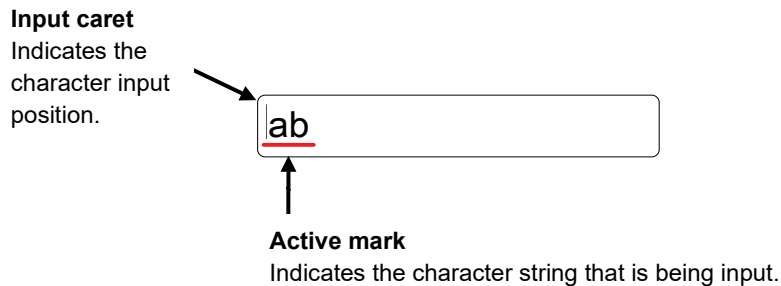 Input caret
Indicates the
character input
position.
ab
Active mark
Indicates the character string that is being input.